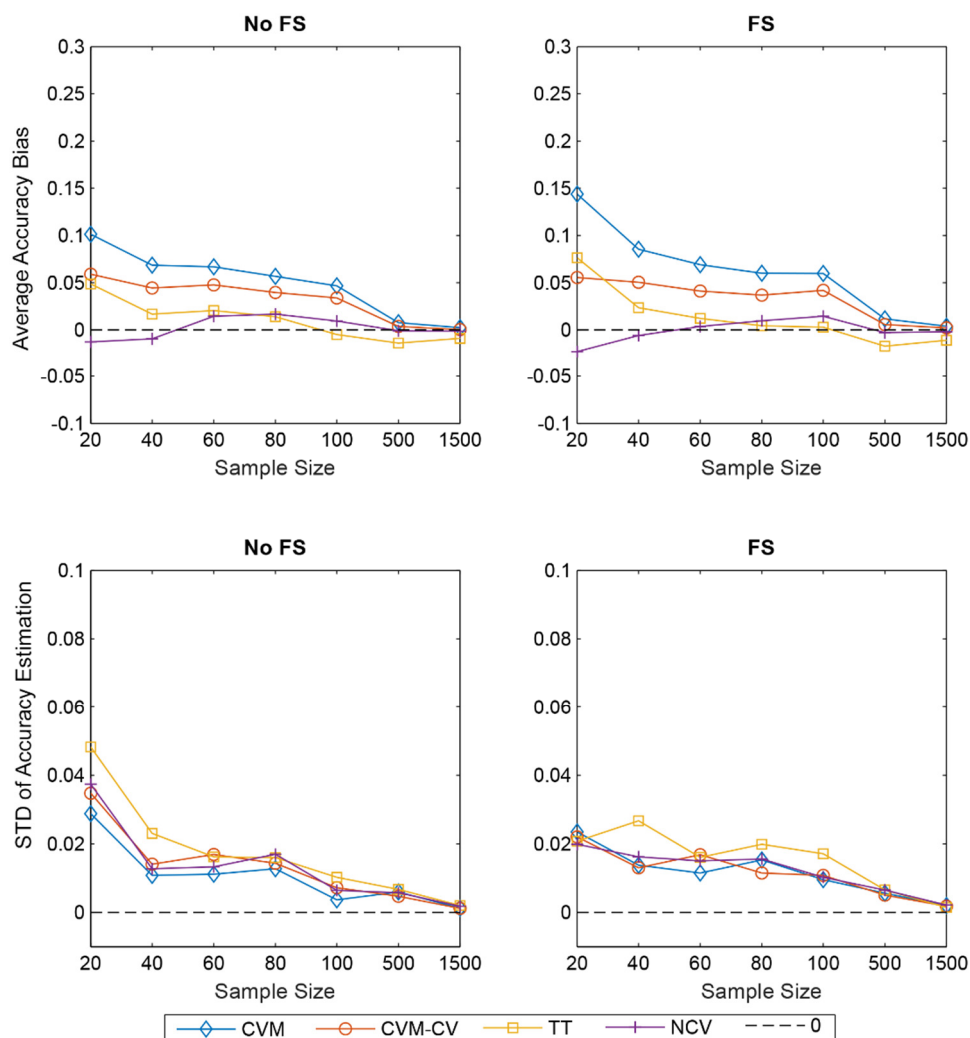 No FS
0.3
0.25
0.2
0.15
0.1
0.05
0
-0.05
-0.1
Average Accuracy Bias
20 40 60 80 100 500 1500
Sample Size
FS
0.3
0.25
0.2
0.15
0.1
0.05
0
-0.05
-0.1
20 40 60 80 100 500 1500
Sample Size
No FS
0.1
0.08
0.06
0.04
0.02
0
STD of Accuracy Estimation
20 40 60 80 100 500 1500
Sample Size
FS
0.1
0.08
0.06
0.04
0.02
0
20 40 60 80 100 500 1500
Sample Size
CVM CVM-CV TT NCV 0